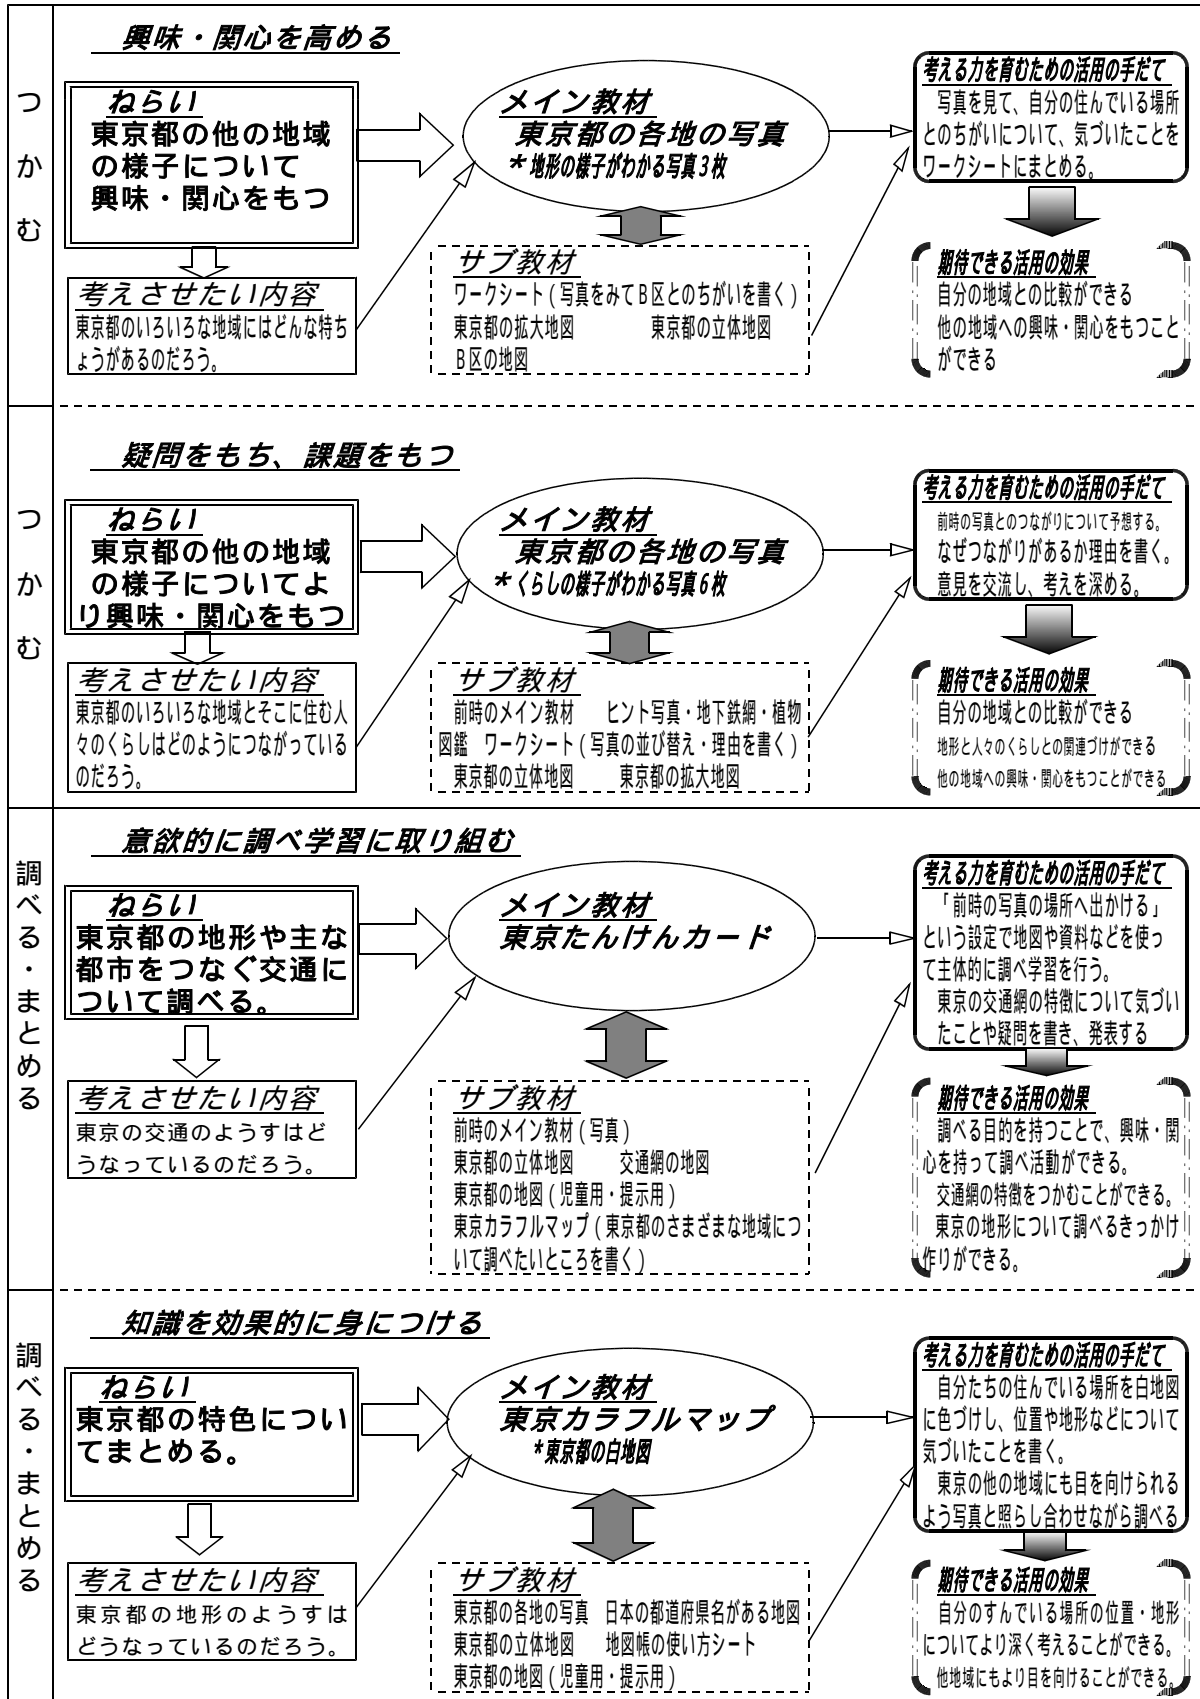 つかむ
興味・関心を高める
ねらい
東京都の他の地域
の様子について
興味・関心をもつ
考えさせたい内容
東京都のいろいろな地域にはどんな特ち
ょうがあるのだろう。
メイン教材
東京都の各地の写真
＊地形の様子がわかる写真3枚
サブ教材
ワークシート(写真をみてB区とのちがいを書く)
東京都の拡大地図 東京都の立体地図
B区の地図
考える力を育むための活用の手だて
写真を見て、自分の住んでいる場所
とのちがいについて、気づいたことを
ワークシートにまとめる。
期待できる活用の効果
自分の地域との比較ができる
他の地域への興味・関心をもつこと
ができる
つかむ
疑問をもち、課題をもつ
ねらい
東京都の他の地域
の様子についてよ
り興味・関心をもつ
考えさせたい内容
東京都のいろいろな地域とそこに住む人
々のくらしはどのようにつながっている
のだろう。
メイン教材
東京都の各地の写真
＊くらしの様子がわかる写真6枚
サブ教材
前時のメイン教材 ヒント写真・地下鉄網・植物
図鑑 ワークシート(写真の並び替え・理由を書く)
東京都の立体地図 東京都の拡大地図
考える力を育むための活用の手だて
前時の写真とのつながりについて予想する。
なぜつながりがあるか理由を書く。
意見を交流し、考えを深める。
期待できる活用の効果
自分の地域との比較ができる
地形と人々のくらしとの関連づけができる
他の地域への興味・関心をもつことができる
調べる・まとめる
意欲的に調べ学習に取り組む
ねらい
東京都の地形や主な
都市をつなぐ交通に
ついて調べる。
考えさせたい内容
東京の交通のようすはど
うなっているのだろう。
メイン教材
東京たんけんカード
サブ教材
前時のメイン教材(写真)
東京都の立体地図 交通網の地図
東京都の地図(児童用・提示用)
東京カラフルマップ(東京都のさまざまな地域につ
いて調べたいところを書く)
考える力を育むための活用の手だて
「前時の写真の場所へ出かける」
という設定で地図や資料などを使っ
て主体的に調べ学習を行う。
東京の交通網の特徴について気づい
たことや疑問を書き、発表する
期待できる活用の効果
調べる目的を持つことで、興味・関
心を持って調べ活動ができる。
交通網の特徴をつかむことができる。
東京の地形について調べるきっかけ
作りができる。
調べる・まとめる
知識を効果的に身につける
ねらい
東京都の特色につい
てまとめる。
考えさせたい内容
東京都の地形のようすは
どうなっているのだろう。
メイン教材
東京カラフルマップ
＊東京都の白地図
サブ教材
東京都の各地の写真 日本の都道府県名がある地図
東京都の立体地図 地図帳の使い方シート
東京都の地図(児童用・提示用)
考える力を育むための活用の手だて
自分たちの住んでいる場所を白地図
に色づけし、位置や地形などについて
気づいたことを書く。
東京の他の地域にも目を向けられる
よう写真と照らし合わせながら調べる
期待できる活用の効果
自分のすんでいる場所の位置・地形
についてより深く考えることができる。
他地域にもより目を向けることができる。